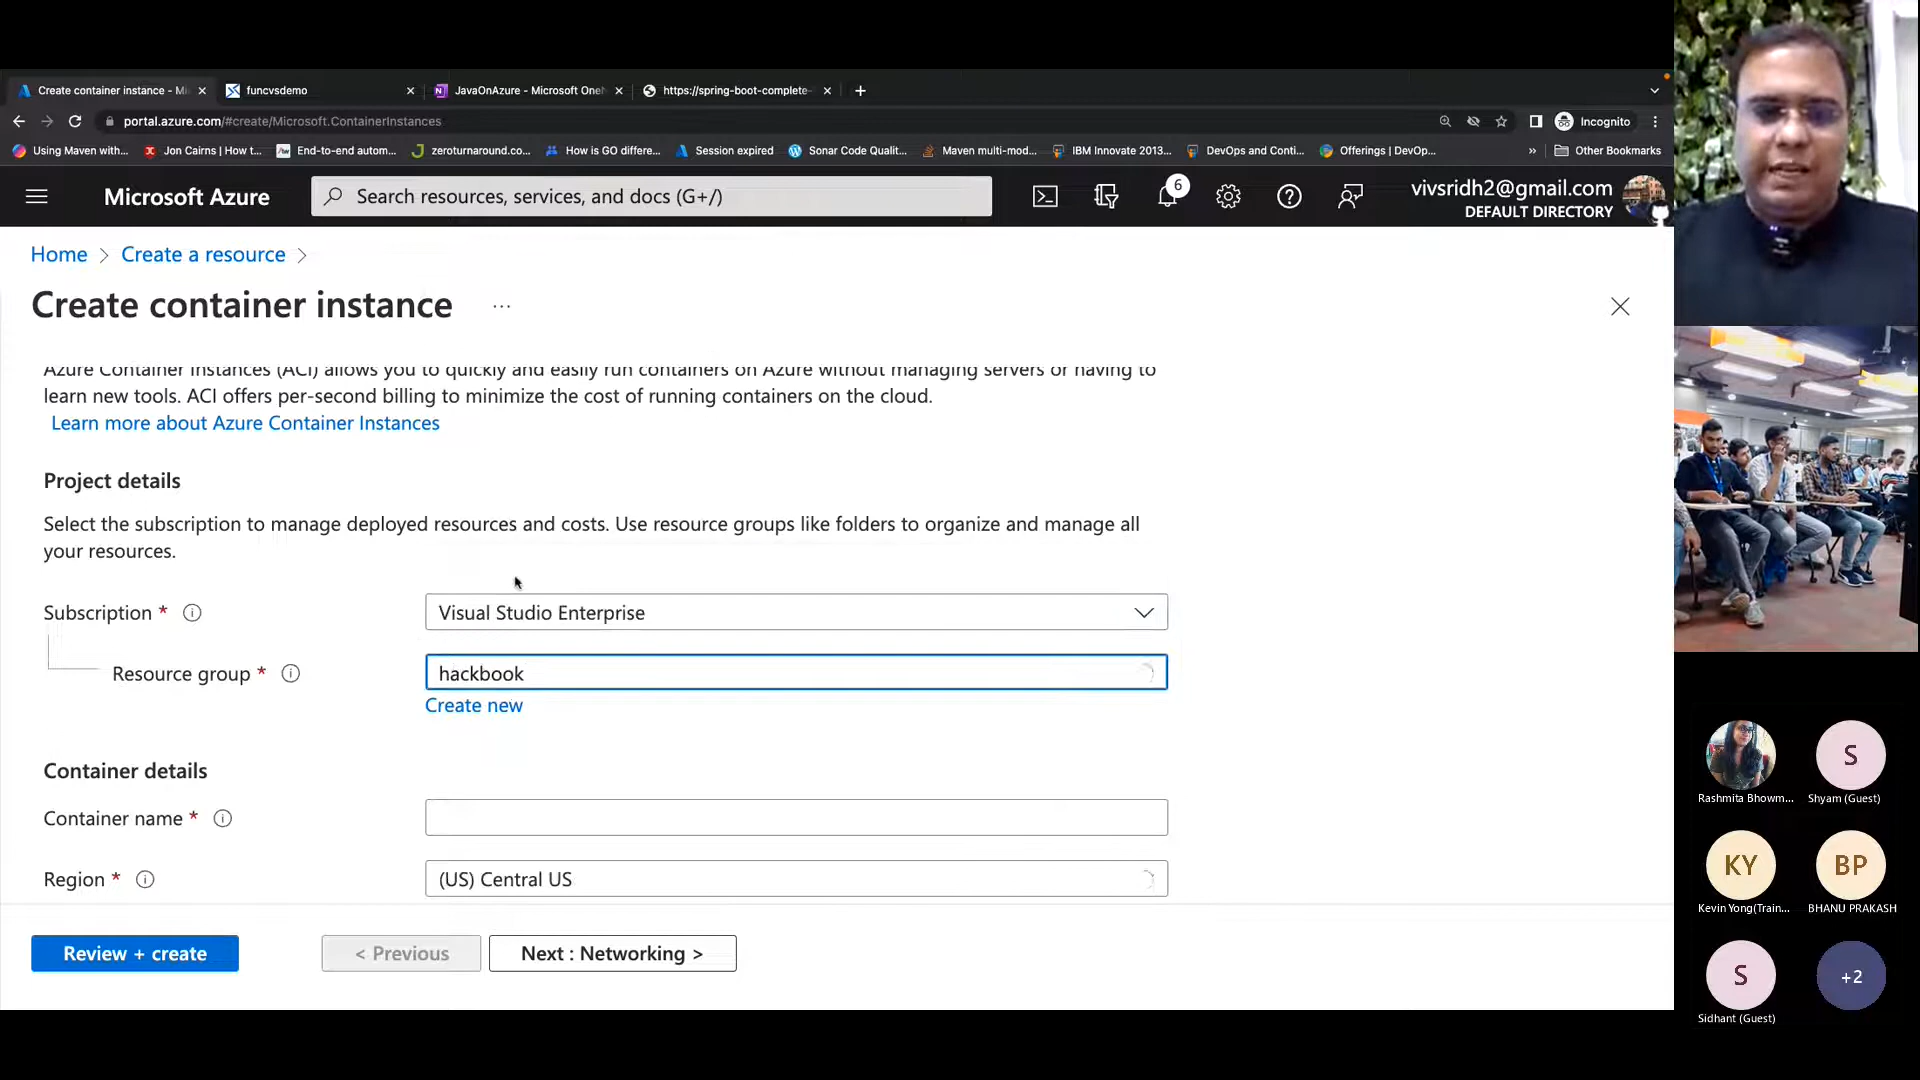 Create container instance - Mi
funcvsdemo
JavaOnAzure - Microsoft OneN
https://spring-boot-complete-
portal.azure.com/#create/Microsoft.ContainerInstances
Incognito
Using Maven with...
Jon Cairns | How t...
End-to-end autom...
zeroturnaround.co...
How is GO differe...
Session expired
Sonar Code Qualit...
Maven multi-mod...
IBM Innovate 2013...
DevOps and Conti...
Offerings | DevOp...
»
Other Bookmarks
Microsoft Azure
Search resources, services, and docs (G+/)
6
vivsridh2@gmail.com
DEFAULT DIRECTORY
Home > Create a resource >
Create container instance ...
Azure Container Instances (ACI) allows you to quickly and easily run containers on Azure without managing servers or having to
learn new tools. ACI offers per-second billing to minimize the cost of running containers on the cloud.
Learn more about Azure Container Instances
Project details
Select the subscription to manage deployed resources and costs. Use resource groups like folders to organize and manage all
your resources.
Subscription *
Visual Studio Enterprise
Resource group *
hackbook
Create new
Container details
Container name *
Region *
(US) Central US
Review + create
< Previous
Next : Networking >
Rashmita Bhowm...
S
Shyam (Guest)
KY
Kevin Yong(Train...
BP
BHANU PRAKASH
S
Sidhant (Guest)
+2